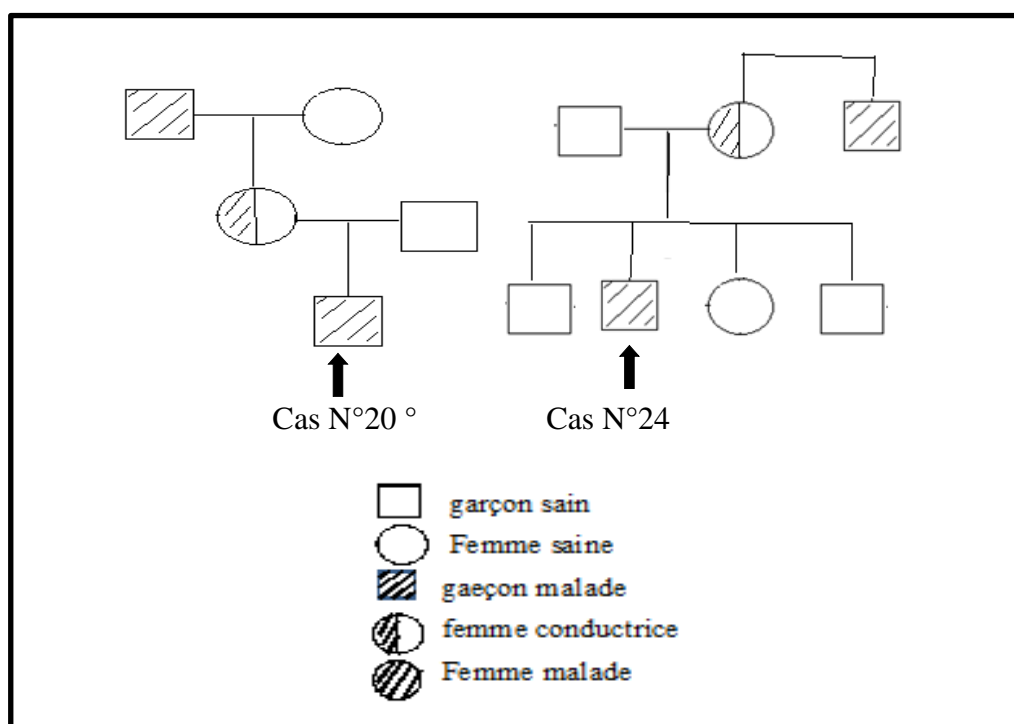 Cas N°20 °
Cas N°24
garçon sain
Femme saine
gaeçon malade
femme conductrice
Femme malade